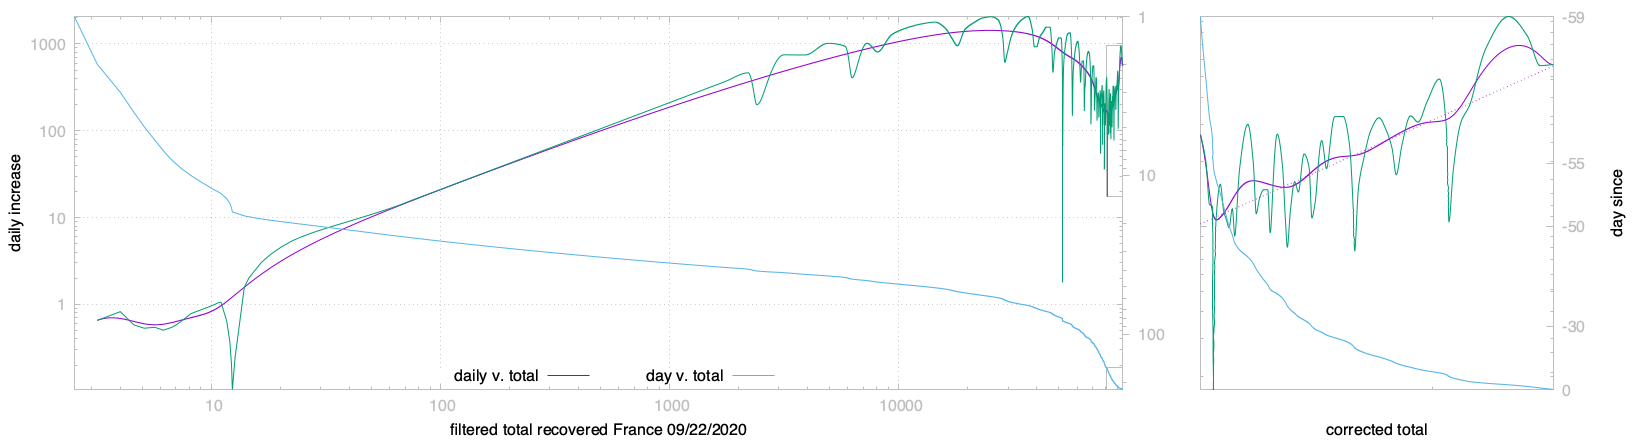 1000
100
10
1
daily increase
10
100
1000
10000
filtered total recovered France 09/22/2020
daily v. total
day v. total
1
10
100
-59
-55
-50
-30
0
day since
corrected total